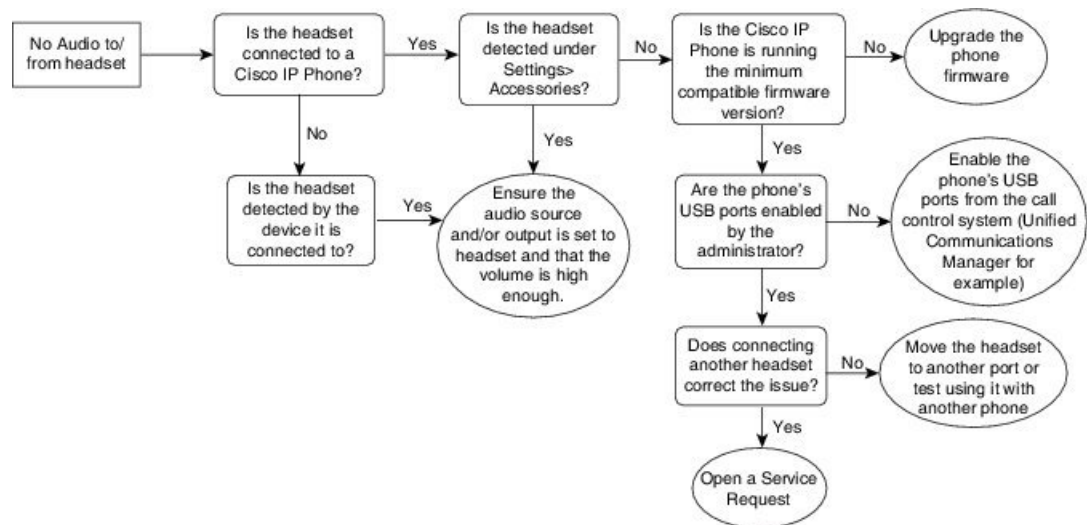 No Audio to/
from headset
Is the headset
connected to a
Cisco IP Phone?
Yes
Is the headset
detected under
Settings>
Accessories?
No
Is the Cisco IP
Phone is running
the minimum
compatible firmware
version?
No
Upgrade the
phone
firmware
No
Yes
Yes
Is the headset
detected by the
device it is
connected to?
Yes
Ensure the
audio source
and/or output is set to
headset and that the
volume is high
enough.
Are the phone's
USB ports enabled
by the
administrator?
No
Enable the
phone's USB
ports from the call
control system (Unified
Communications
Manager for
example)
Yes
Does connecting
another headset
correct the issue?
No
Move the headset
to another port or
test using it with
another phone
Yes
Open a Service
Request